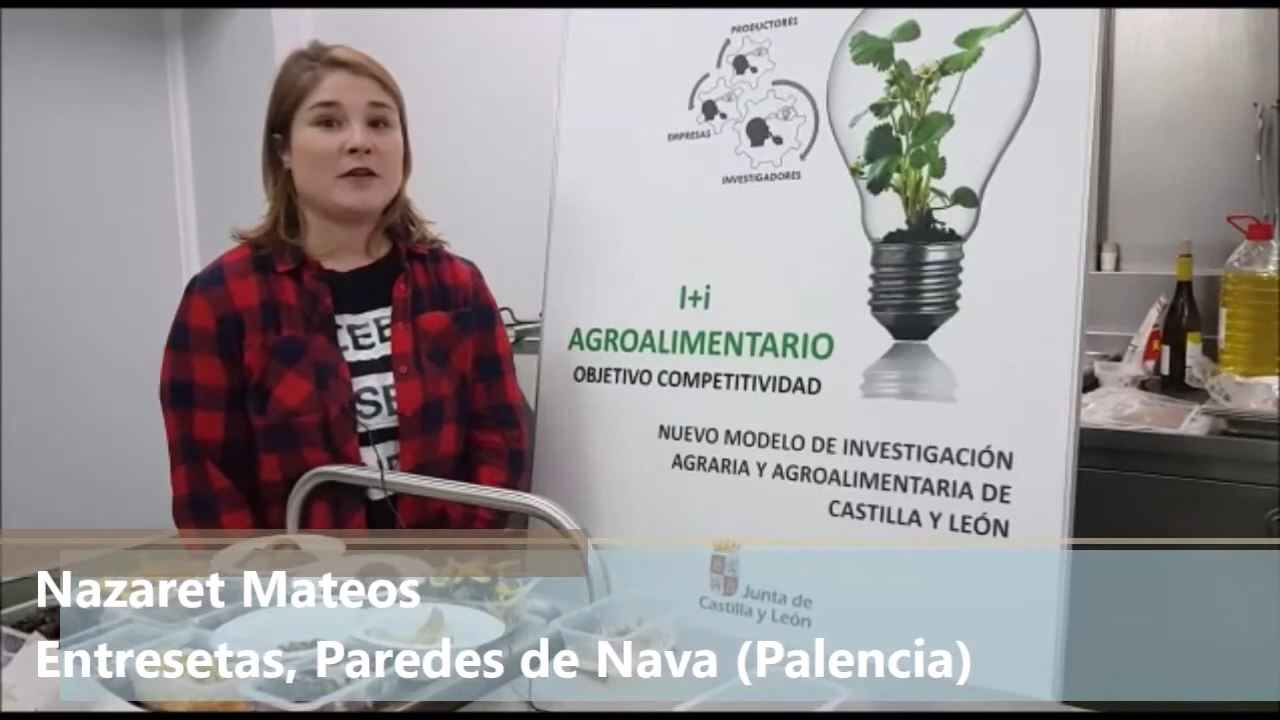 PRODUCTORES
EMPRESAS
INVESTIGADORES
I+i
AGROALIMENTARIO
OBJETIVO COMPETITIVIDAD
NUEVO MODELO DE INVESTIGACIÓN
AGRARIA Y AGROALIMENTARIA DE
CASTILLA Y LEÓN
Junta de
Castilla y León
Nazaret Mateos
Entresetas, Paredes de Nava (Palencia)